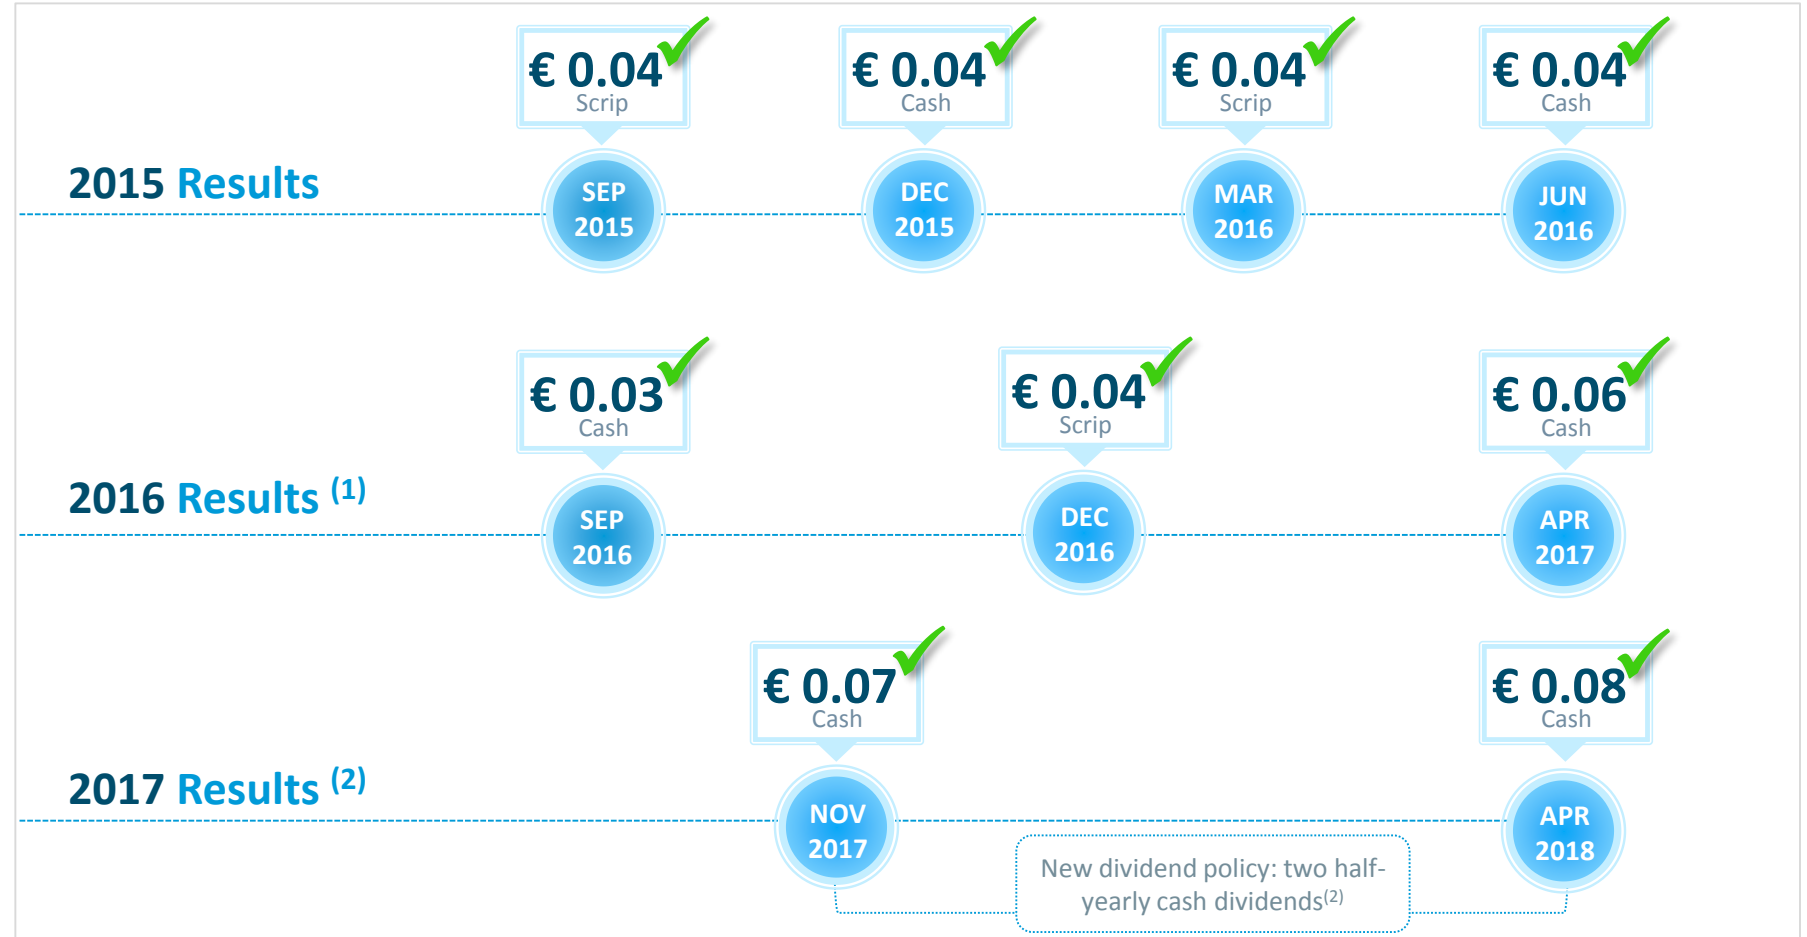 € 0.04
Scrip
€ 0.04
Cash
€ 0.04
Scrip
€ 0.04
Cash
2015 Results
SEP
2015
DEC
2015
MAR
2016
JUN
2016
€ 0.03
Cash
€ 0.04
Scrip
€ 0.06
Cash
2016 Results (1)
SEP
2016
DEC
2016
APR
2017
€ 0.07
Cash
€ 0.08
Cash
2017 Results (2)
NOV
2017
APR
2018
New dividend policy: two half-
yearly cash dividends(2)